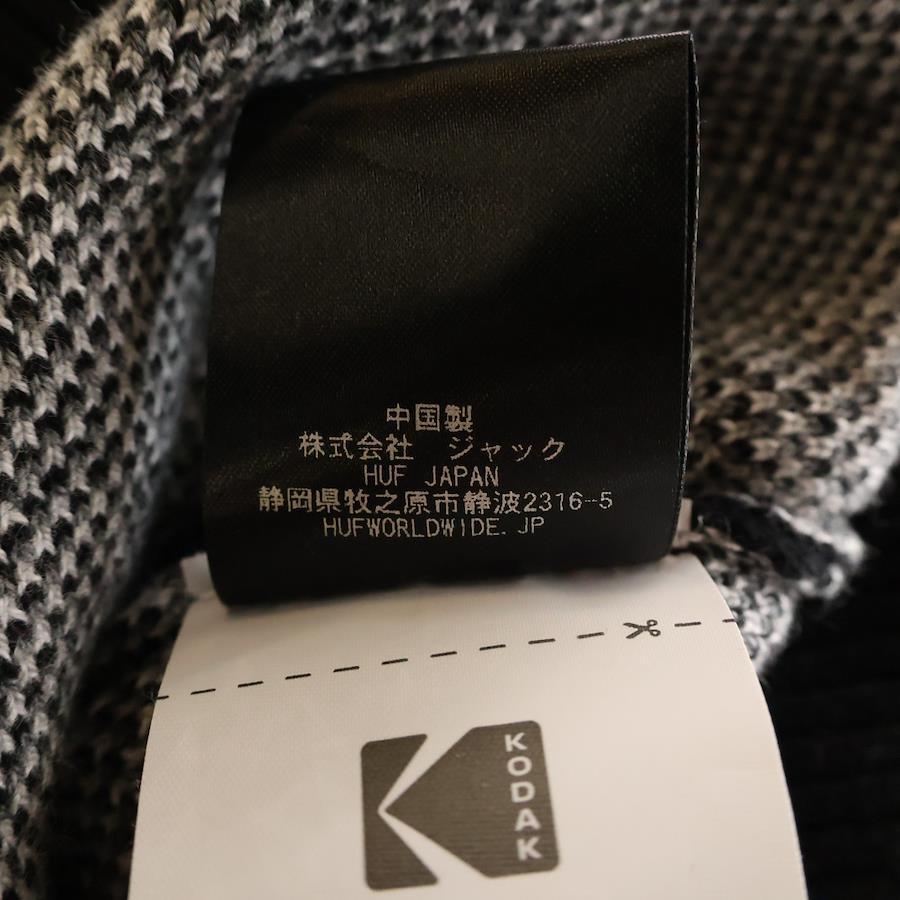 中国製
株式会社　ジャック
HUF JAPAN
静岡県牧之原市静波2316-5
HUFWORLDWIDE.JP
KODAK